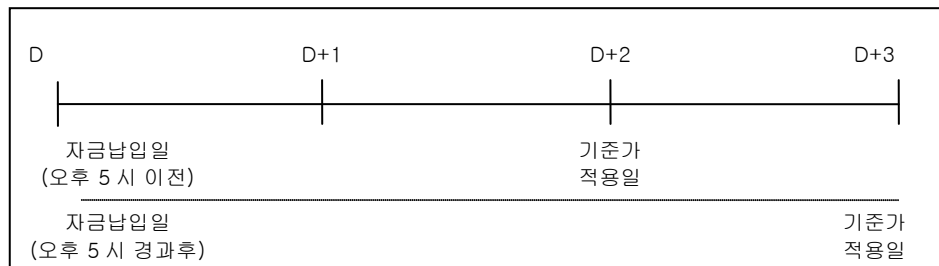 D D+1 D+2 D+3
자금납입일 기준가
(오후 5 시 이전) 적용일
자금납입일 기준가
(오후 5 시 경과후) 적용일